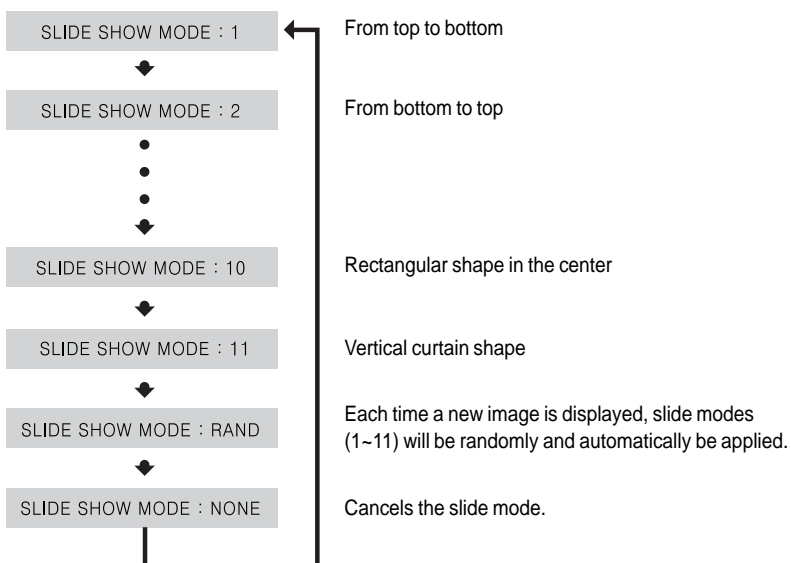 SLIDE SHOW MODE : 1
From top to bottom
SLIDE SHOW MODE : 2
From bottom to top
SLIDE SHOW MODE : 10
Rectangular shape in the center
SLIDE SHOW MODE : 11
Vertical curtain shape
SLIDE SHOW MODE : RAND
Each time a new image is displayed, slide modes
(1~11) will be randomly and automatically be applied.
SLIDE SHOW MODE : NONE
Cancels the slide mode.